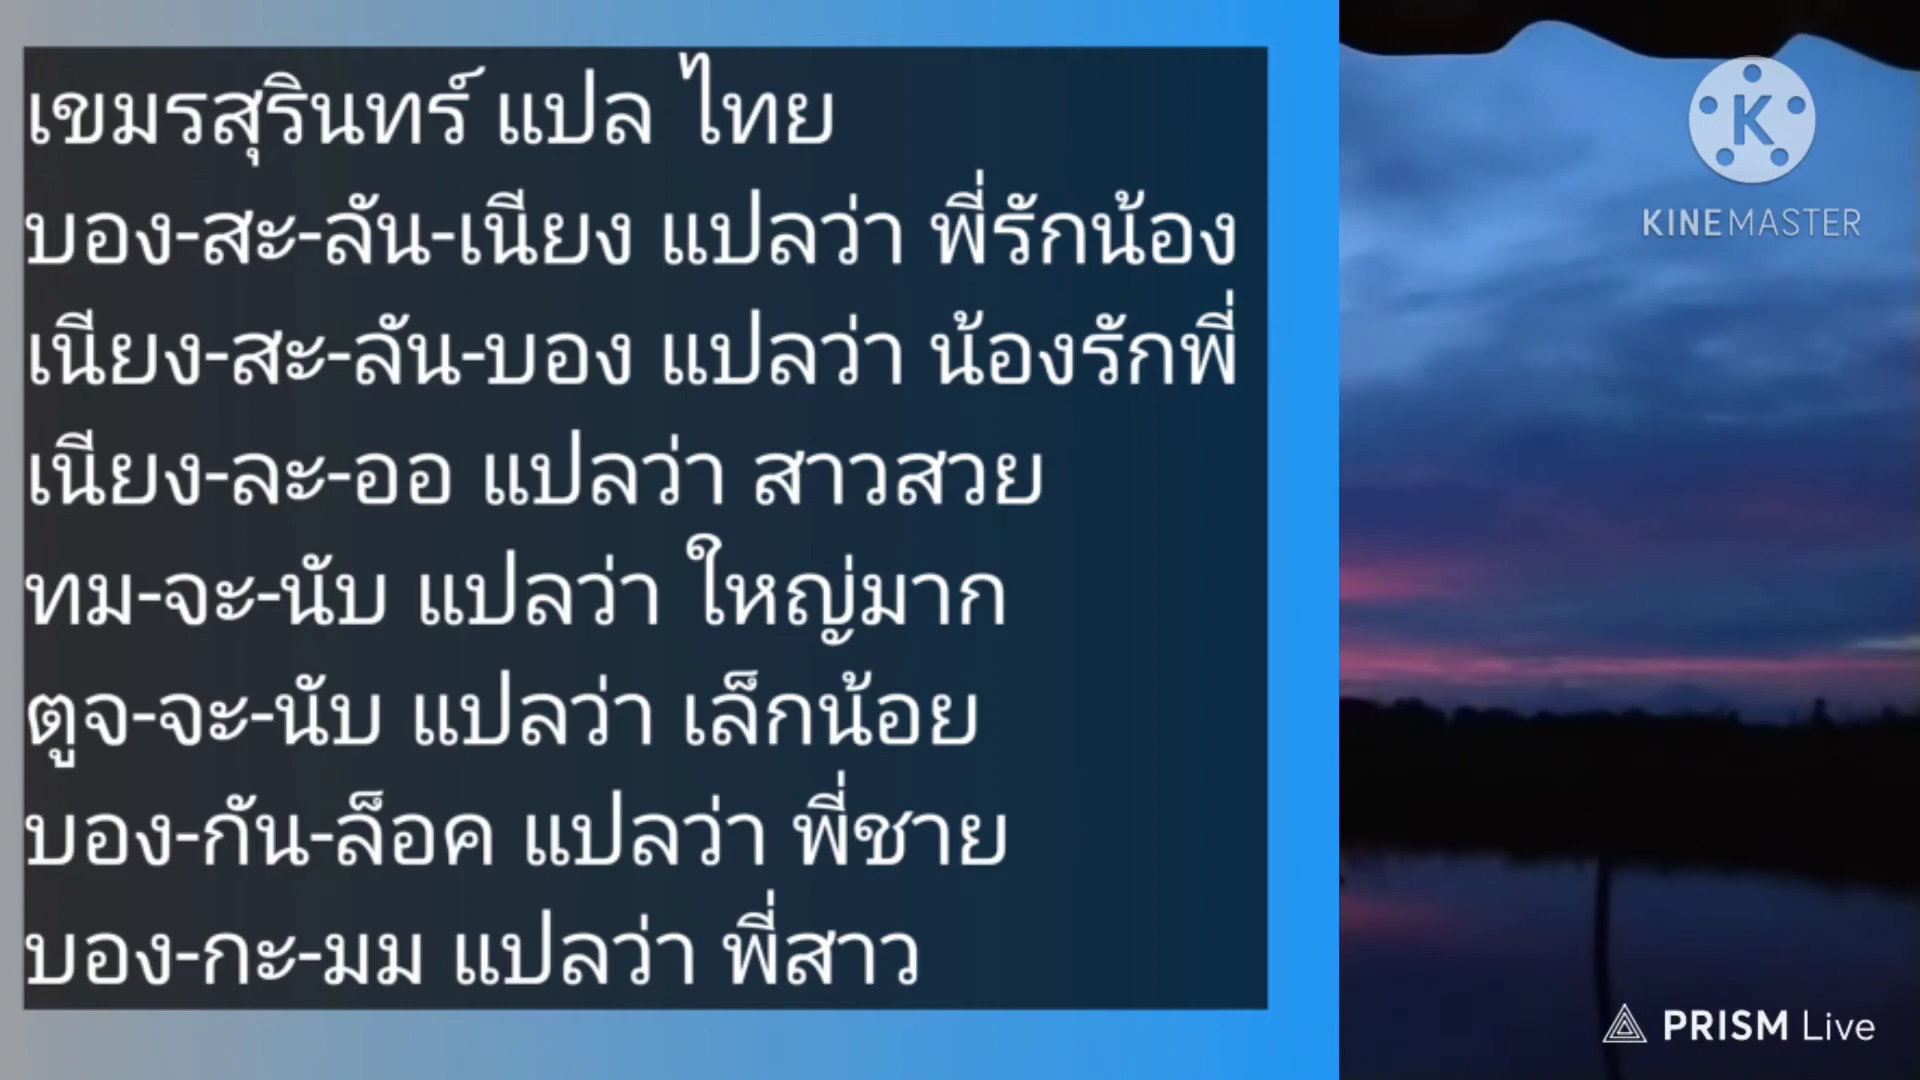 เขมรสุรินทร์ แปล ไทย
บอง-สะ-ลัน-เนียง แปลว่า พี่รักน้อง
เนียง-สะ-ลัน-บอง แปลว่า น้องรักพี่
เนียง-ละ-ออ แปลว่า สาวสวย
ทม-จะ-นับ แปลว่า ใหญ่มาก
ตูจ-จะ-นับ แปลว่า เล็กน้อย
บอง-กัน-ล็อค แปลว่า พี่ชาย
บอง-กะ-มม แปลว่า พี่สาว
K
KINEMASTER
PRISM Live